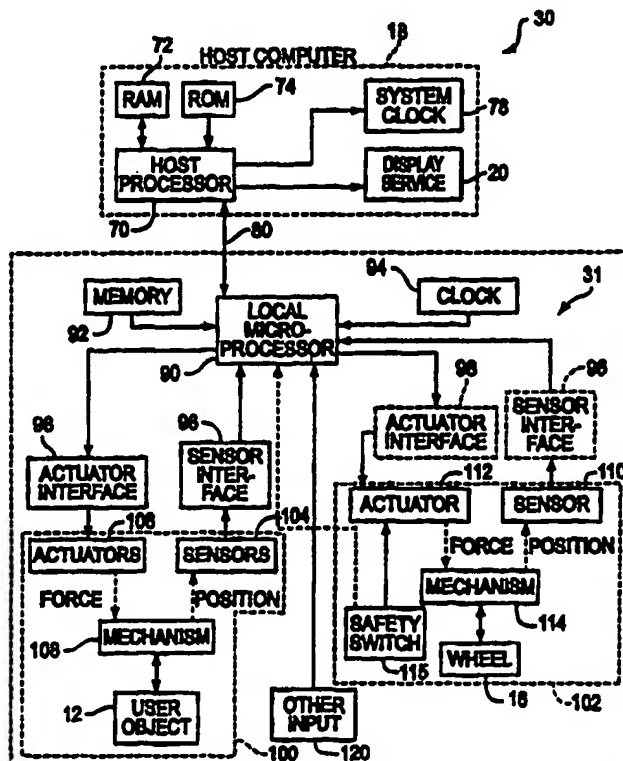 30
18
HOST COMPUTER
72
74
RAM
ROM
SYSTEM
CLOCK
78
HOST
PROCESSOR
DISPLAY
SERVICE
20
70
80
94
31
MEMORY
92
LOCAL
MICRO-
PROCESSOR
90
CLOCK
98
ACTUATOR
INTERFACE
96
SENSOR
INTER-
FACE
98
ACTUATOR
INTERFACE
96
SENSOR
INTER-
FACE
112
110
ACTUATOR
SENSOR
106
104
ACTUATORS
SENSORS
FORCE
POSITION
FORCE
POSITION
MECHANISM
108
MECHANISM
114
SAFETY
SWITCH
115
WHEEL
16
12
USER
OBJECT
100
OTHER
INPUT
120
102